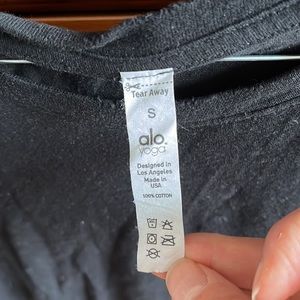 Tear Away
S
alo
yoga
Designed in
Los Angeles
Made in
USA
100% COTTON